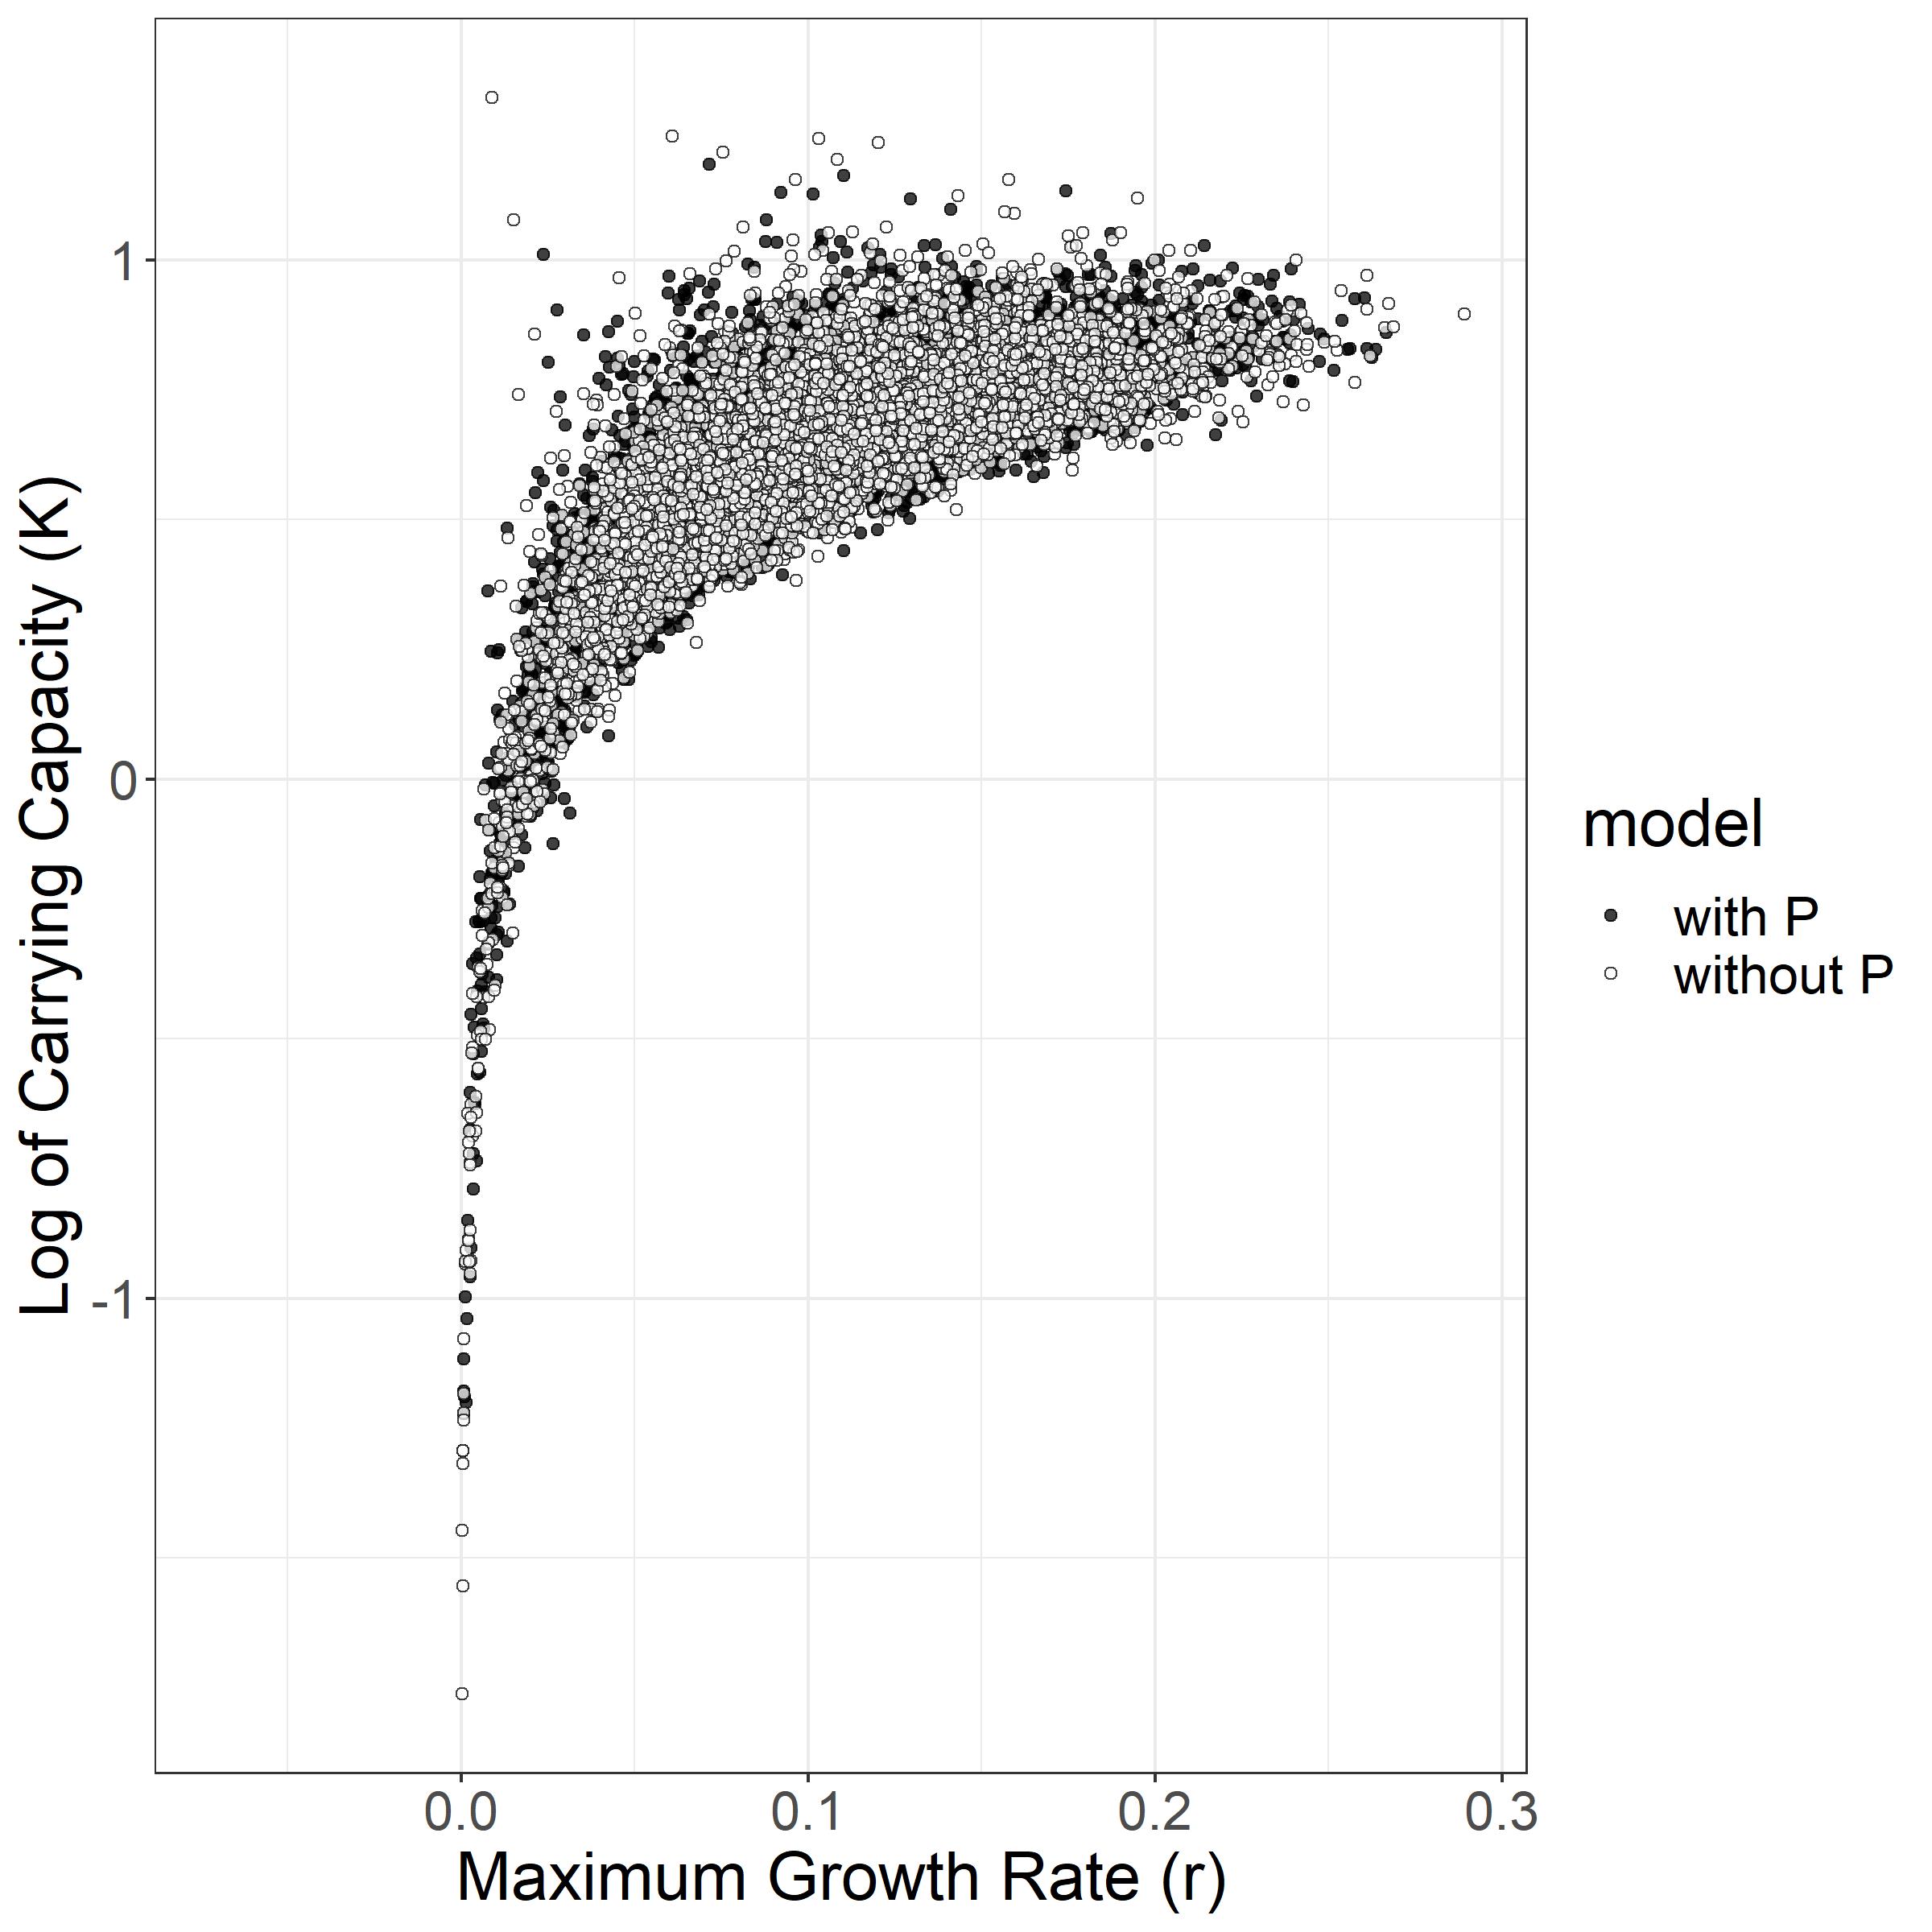 Log of Carrying Capacity (K)
1
0
-1
0.0
0.1
0.2
0.3
Maximum Growth Rate (r)
model
with P
without P